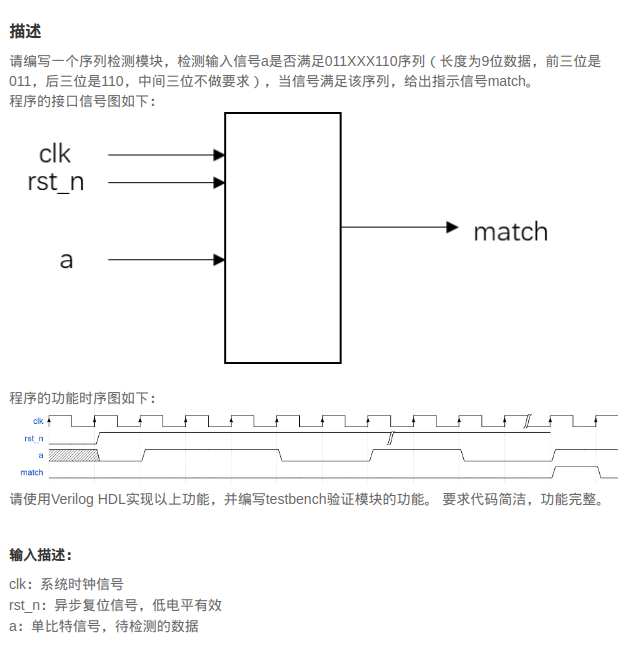 描述
请编写一个序列检测模块，检测输入信号a是否满足011XXX110序列（长度为9位数据，前三位是
011，后三位是110，中间三位不做要求），当信号满足该序列，给出指示信号match。
程序的接口信号图如下：
clk
rst_n
a
match
程序的功能时序图如下：
clk
rst_n
a
match
请使用Verilog HDL实现以上功能，并编写testbench验证模块的功能。 要求代码简洁，功能完整。
输入描述：
clk：系统时钟信号
rst_n：异步复位信号，低电平有效
a：单比特信号，待检测的数据